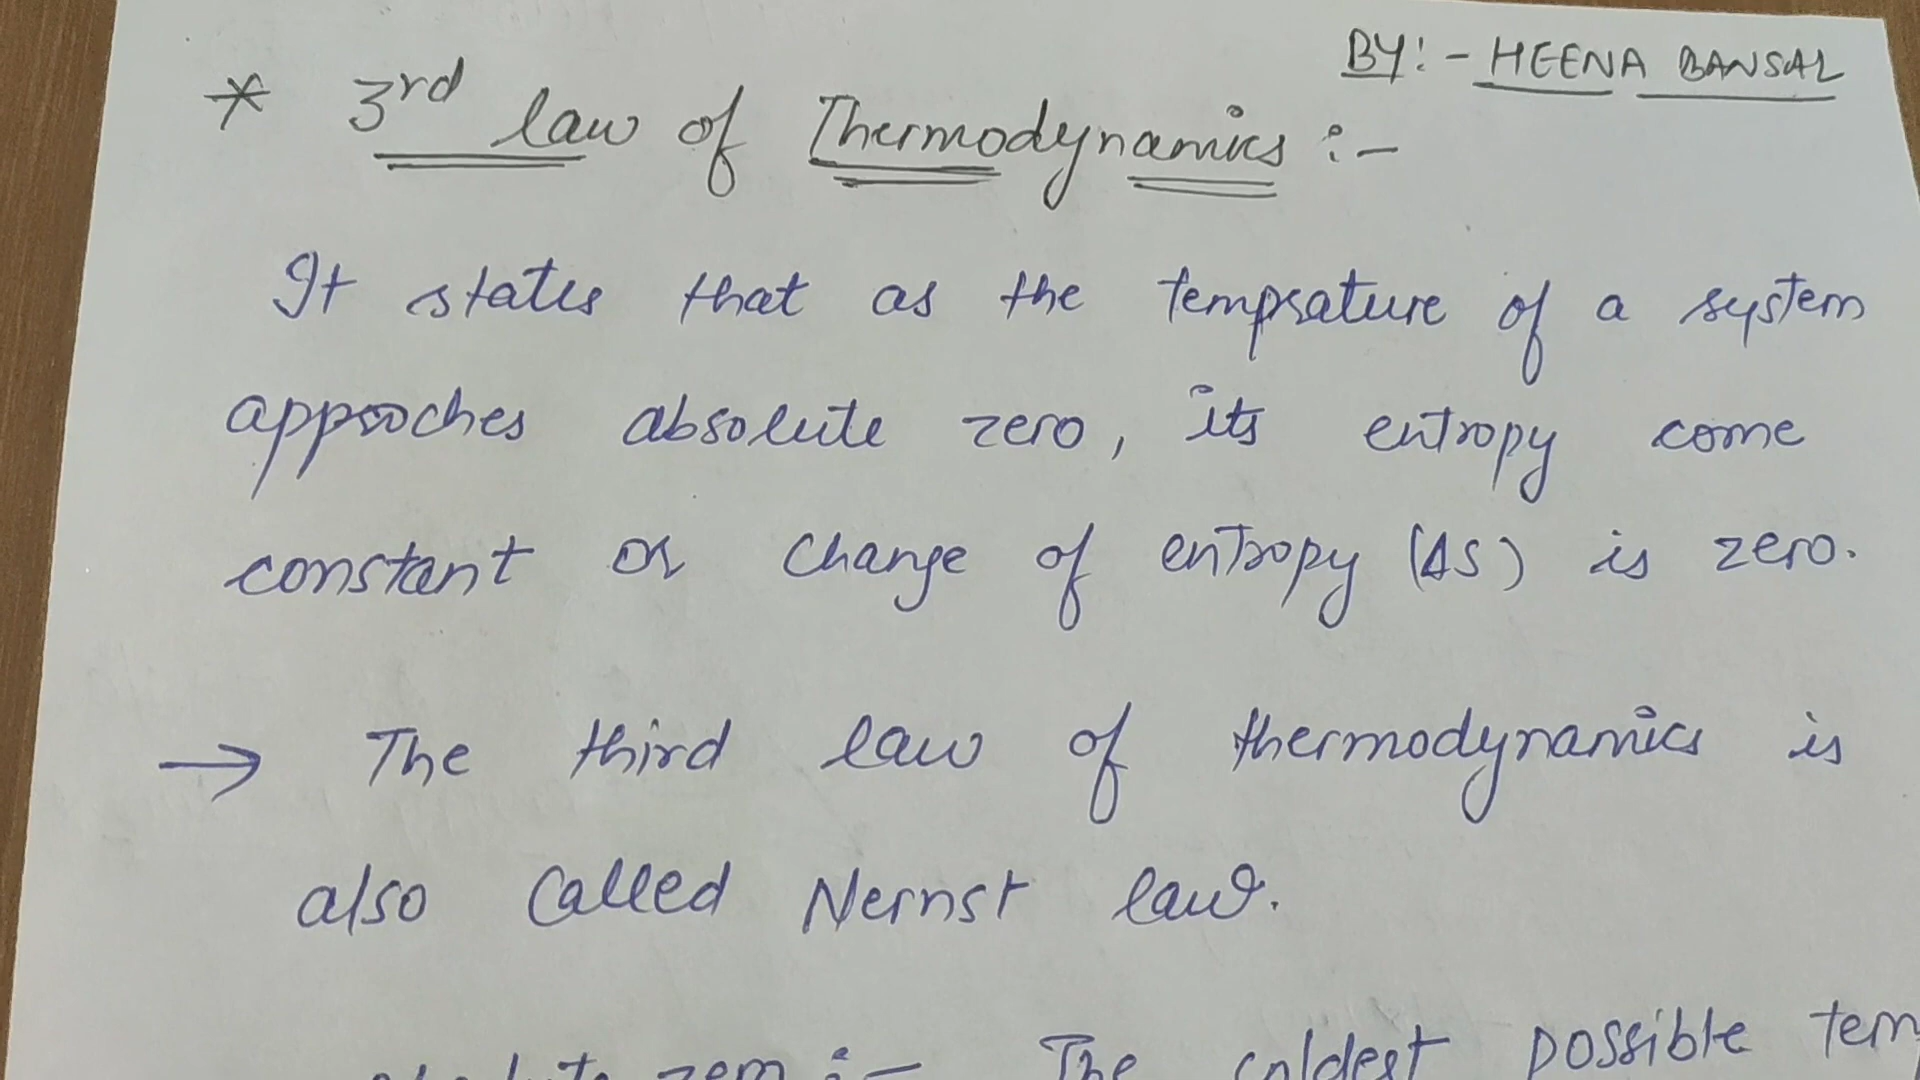 BY:- HEENA BANSAL
* 3rd law of Thermodynamics :-
It states that as the temprature of a system
approches absolute zero, its entropy come
constant or change of entropy (ΔS) is zero.
→ The third law of thermodynamics is
also called Nernst law.
zero :- The coldest possible tem